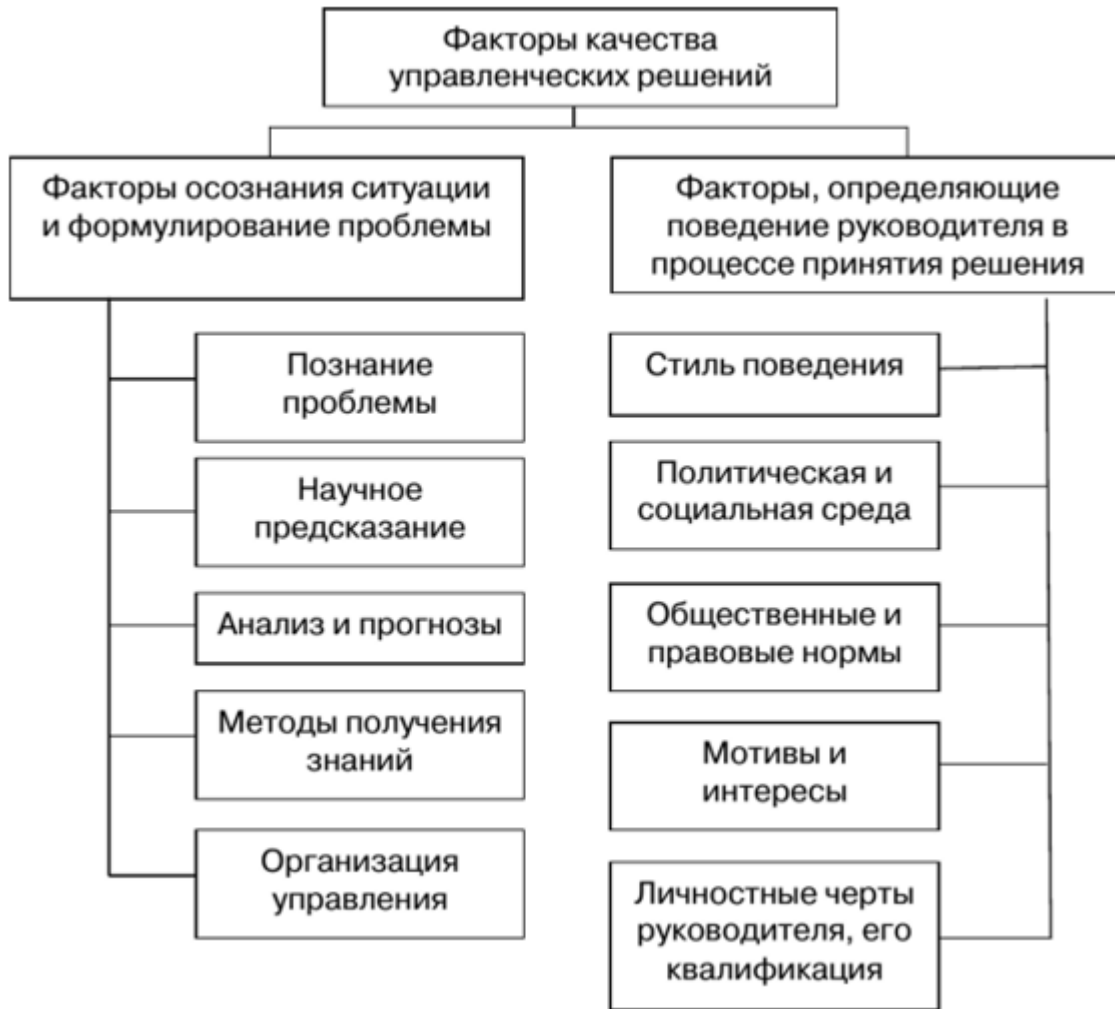 Факторы качества
управленческих решений
Факторы осознания ситуации
и формулирование проблемы
Факторы, определяющие
поведение руководителя в
процессе принятия решения
Познание
проблемы
Научное
предсказание
Анализ и прогнозы
Методы получения
знаний
Организация
управления
Стиль поведения
Политическая и
социальная среда
Общественные и
правовые нормы
Мотивы и
интересы
Личностные черты
руководителя, его
квалификация